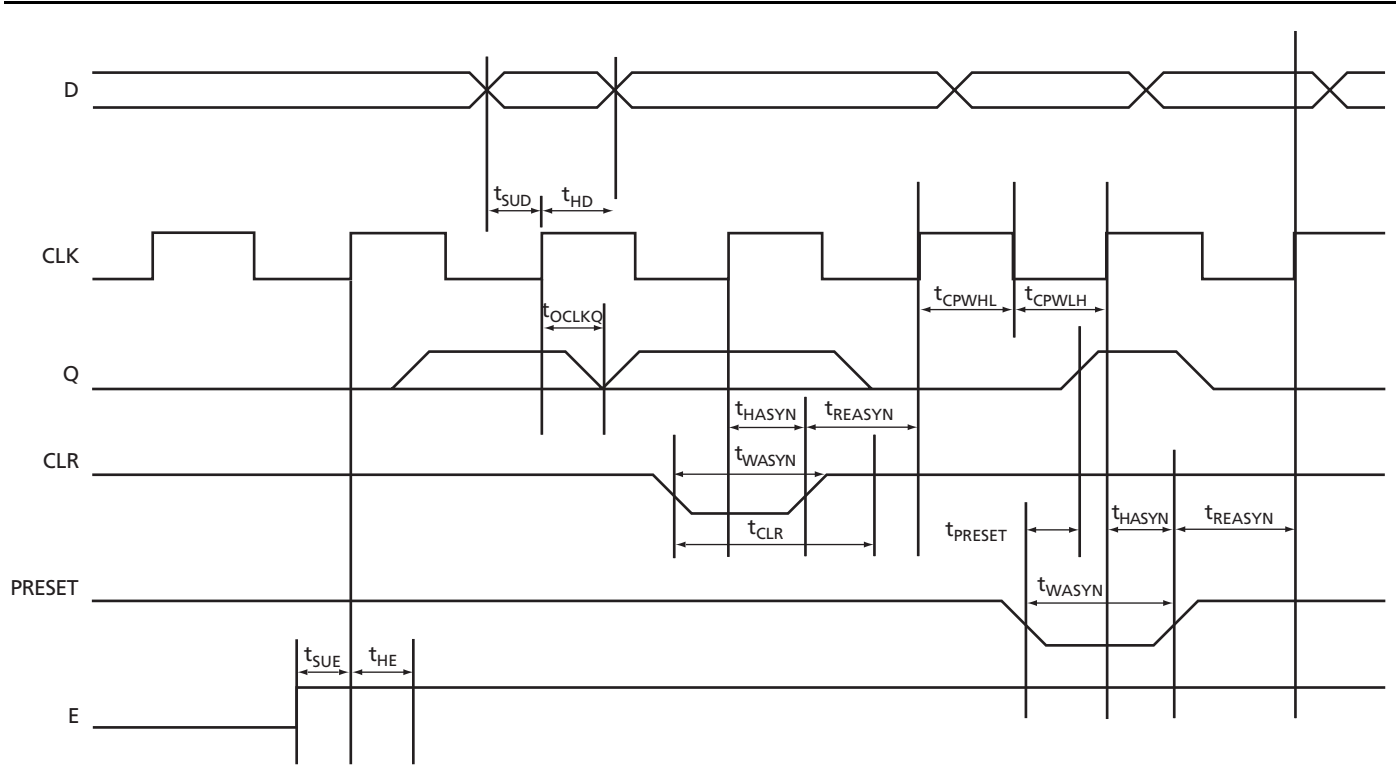 D
tSUD
tHD
CLK
tCPWHL
tCPWLH
tOCLKQ
Q
tHASYN
tREASYN
CLR
tWASYN
tCLR
tPRESET
tHASYN
tREASYN
PRESET
tWASYN
tSUE
tHE
E